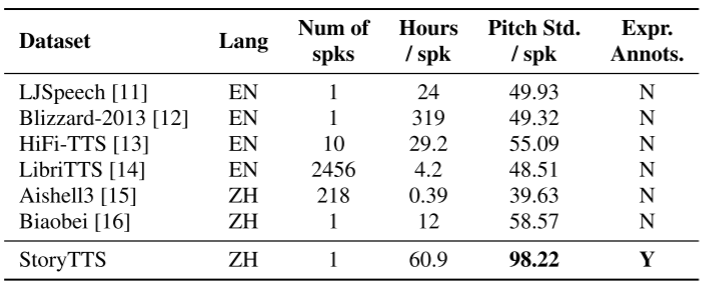 Dataset Lang Num of spks Hours / spk Pitch Std. / spk Expr. Annots.
LJSpeech [11] EN 1 24 49.93 N
Blizzard-2013 [12] EN 1 319 49.32 N
HiFi-TTS [13] EN 10 29.2 55.09 N
LibriTTS [14] EN 2456 4.2 48.51 N
Aishell3 [15] ZH 218 0.39 39.63 N
Biaobei [16] ZH 1 12 58.57 N
StoryTTS ZH 1 60.9 98.22 Y